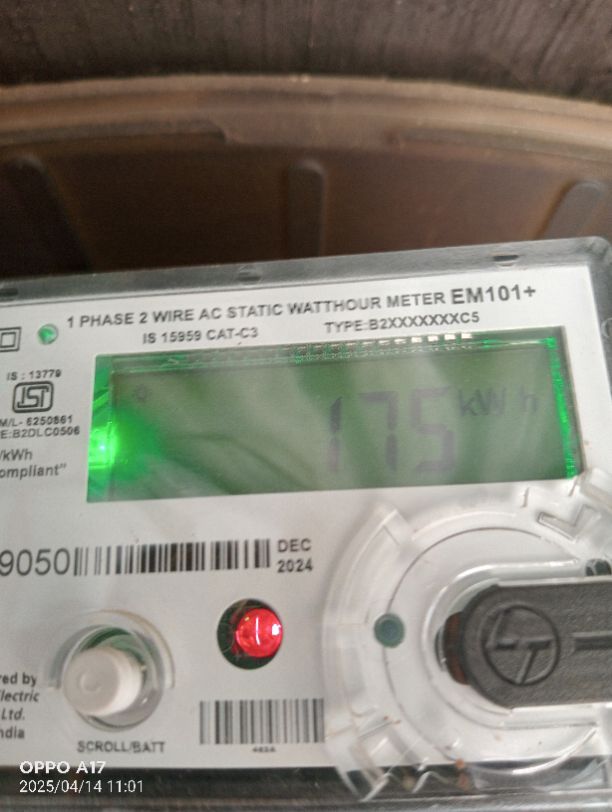 1 PHASE 2 WIRE AC STATIC WATTHOUR METER EM101+
IS 15959 CAT-C3 TYPE:B2XXXXXXXC5
IS : 13779
M/L- 6250861
E:B2DLC0506
/kWh
ompliant"
175 kW h
9050
DEC
2024
red by
lectric
Ltd.
ndia
SCROLL/BATT
OPPO A17
2025/04/14 11:01